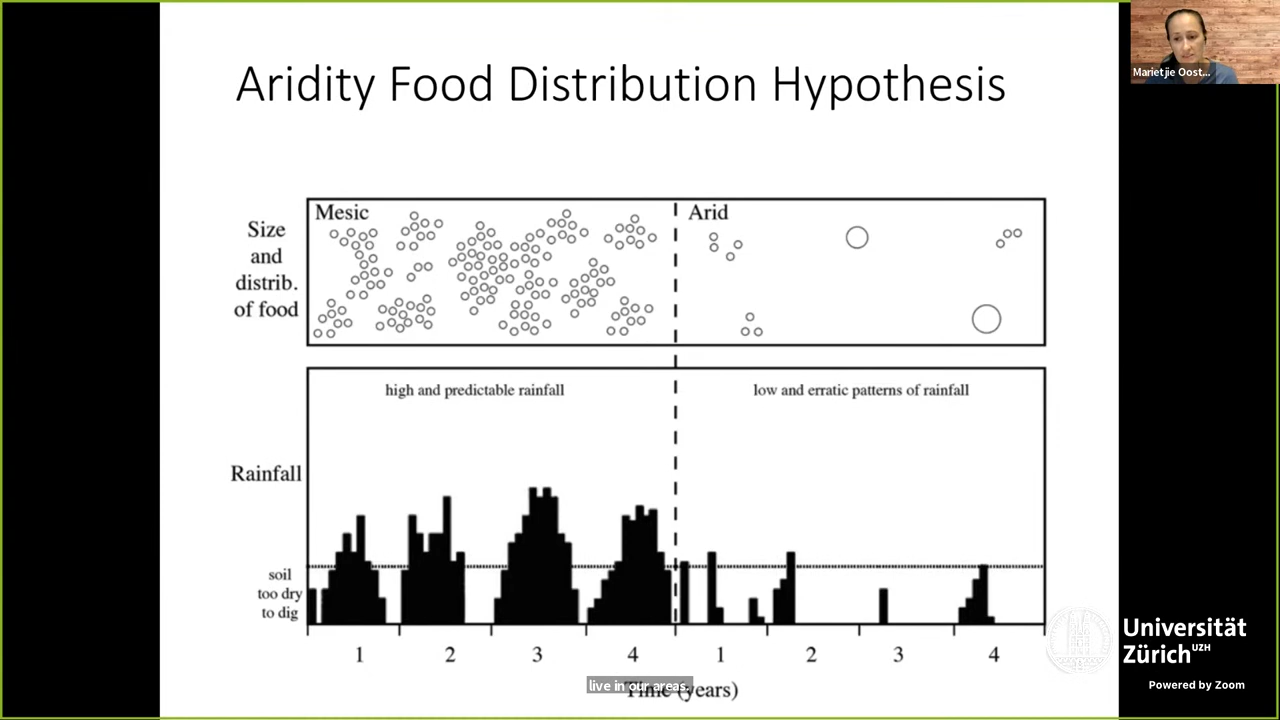 Aridity Food Distribution Hypothesis
Marietjie Oost...
Size
and
distrib.
of food
Mesic
Arid
high and predictable rainfall
low and erratic patterns of rainfall
Rainfall
soil
too dry
to dig
1 2 3 4 1 2 3 4
Time (years)
live in our areas.
Universität
Zürich UZH
Powered by Zoom